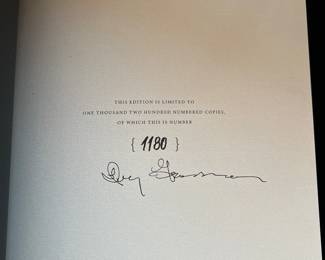 THIS EDITION IS LIMITED TO
ONE THOUSAND TWO HUNDRED NUMBERED COPIES,
OF WHICH THIS IS NUMBER
{ 1180 }